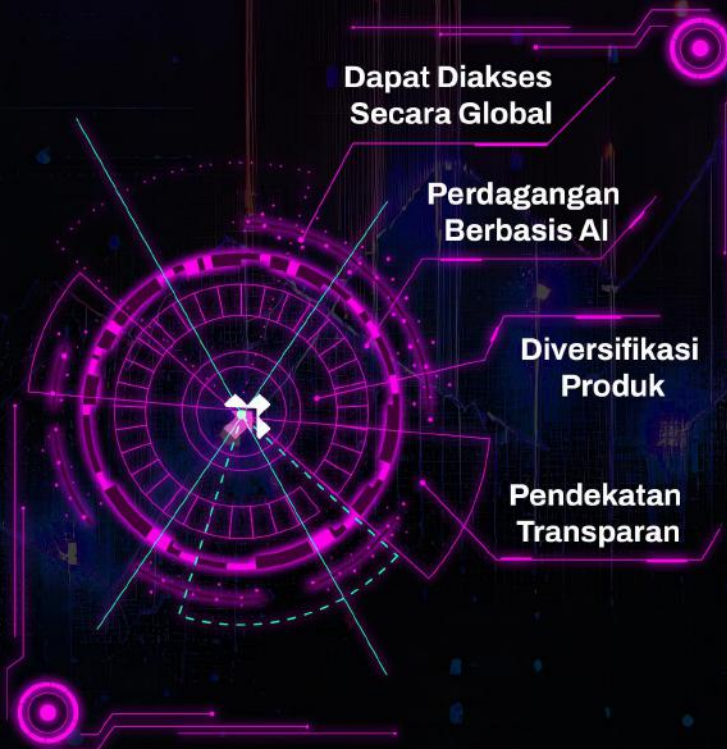 Dapat Diakses
Secara Global
Perdagangan
Berbasis AI
Diversifikasi
Produk
Pendekatan
Transparan